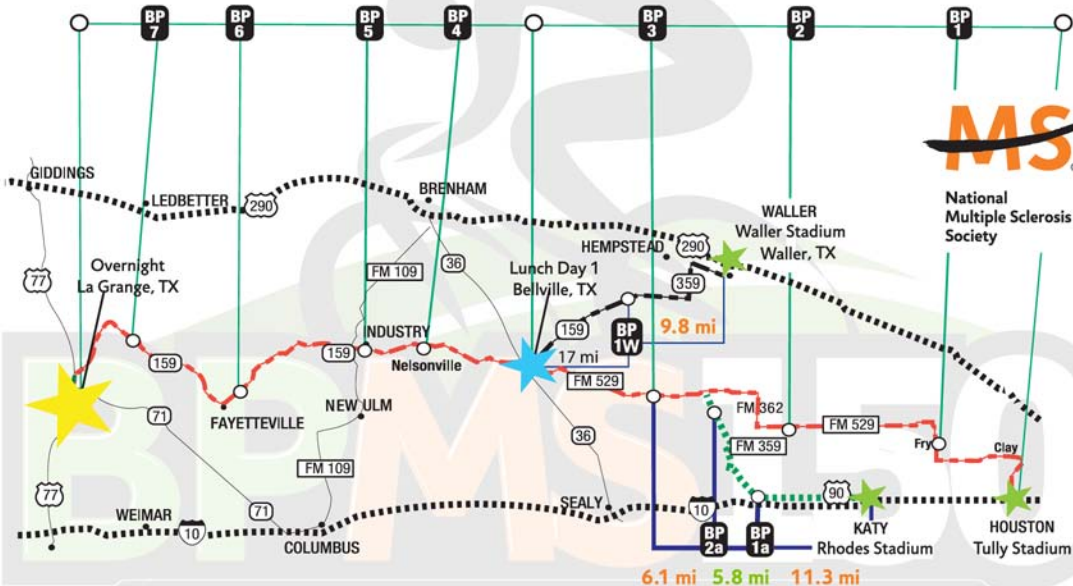 BP 7
BP 6
BP 5
BP 4
BP 3
BP 2
BP 1
MS
National
Multiple Sclerosis
Society
GIDDINGS
LEDBETTER
290
BRENHAM
WALLER
Waller Stadium
Waller, TX
HEMPSTEAD
290
77
Overnight
La Grange, TX
FM 109
36
Lunch Day 1
Bellville, TX
359
159
BP
1W
9.8 mi
INDUSTRY
159
159
Nelsonville
17 mi
FM 529
FM 362
FM 529
FAYETTEVILLE
71
NEW ULM
FM 359
Fry
Clay
36
FM 109
77
90
SEALY
WEIMAR
10
71
COLUMBUS
10
BP
2a
BP
1a
KATY
Rhodes Stadium
HOUSTON
Tully Stadium
6.1 mi 5.8 mi 11.3 mi
BPMS 150